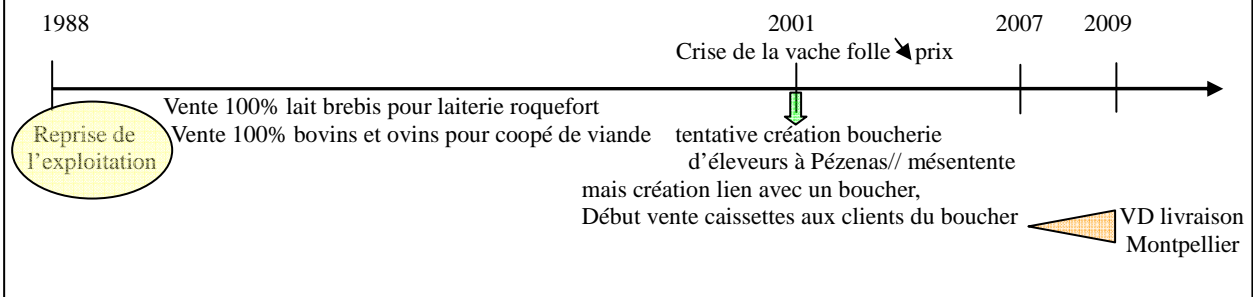 1988
2001
2007
2009
Crise de la vache folle prix
Vente 100% lait brebis pour laiterie roquefort
Reprise de
l'exploitation
Vente 100% bovins et ovins pour coopé de viande
tentative création boucherie
d'éleveurs à Pézenas// mésentente
mais création lien avec un boucher,
Début vente caissettes aux clients du boucher
VD livraison
Montpellier